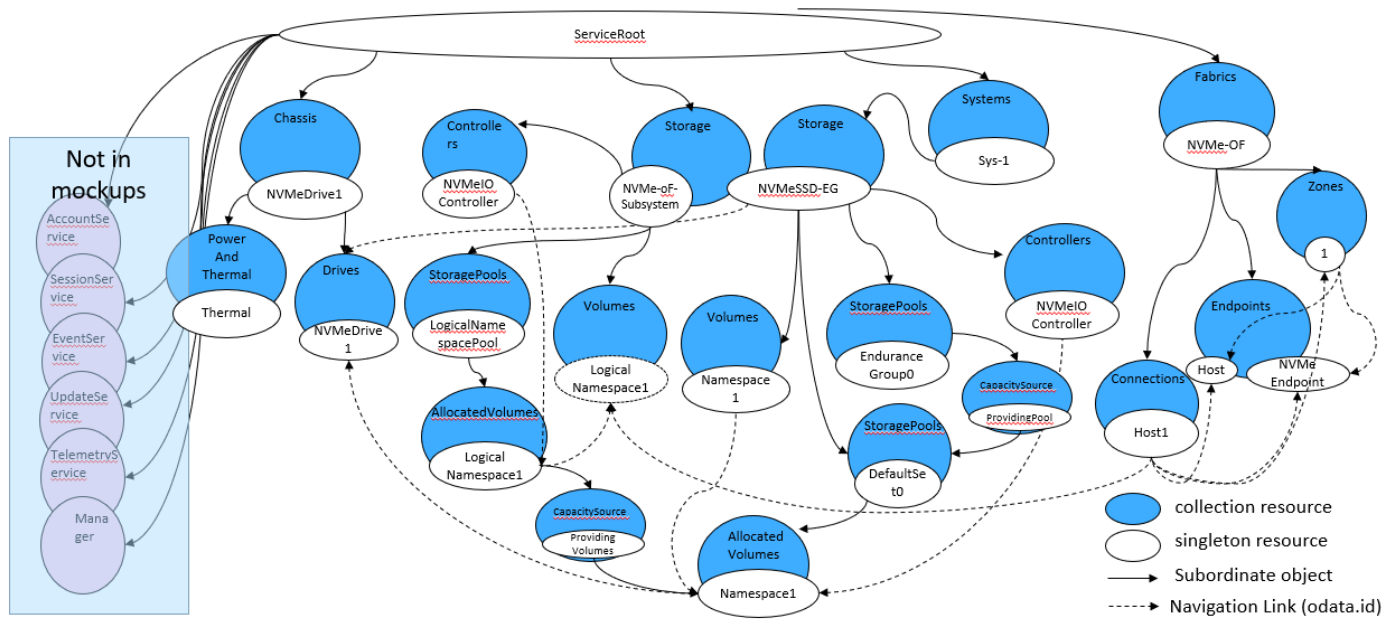 ServiceRoot
Not in
mockups
AccountSe
rvice
SessionSer
vice
EventSer
vice
UpdateSe
rvice
TelemetryS
ervice
Mana
ger
Chassis
NVMeDrive1
Power
And
Thermal
Thermal
Drives
NVMeDrive
1
Controlle
rs
NVMeIO
Controller
Storage
NVMe-oF-
Subsystem
StoragePools
LogicalName
spacePool
AllocatedVolumes
Logical
Namespace1
CapacitySource
Providing
Volumes
Volumes
Logical
Namespace1
Storage
NVMeSSD-EG
Systems
Sys-1
Volumes
Namespace
1
StoragePools
Endurance
Group0
CapacitySource
ProvidingPool
StoragePools
DefaultSe
t0
Allocated
Volumes
Namespace1
Controllers
NVMeIO
Controller
Fabrics
NVMe-OF
Zones
1
Endpoints
Host
NVMe
Endpoint
Connections
Host1
collection resource
singleton resource
Subordinate object
Navigation Link (odata.id)